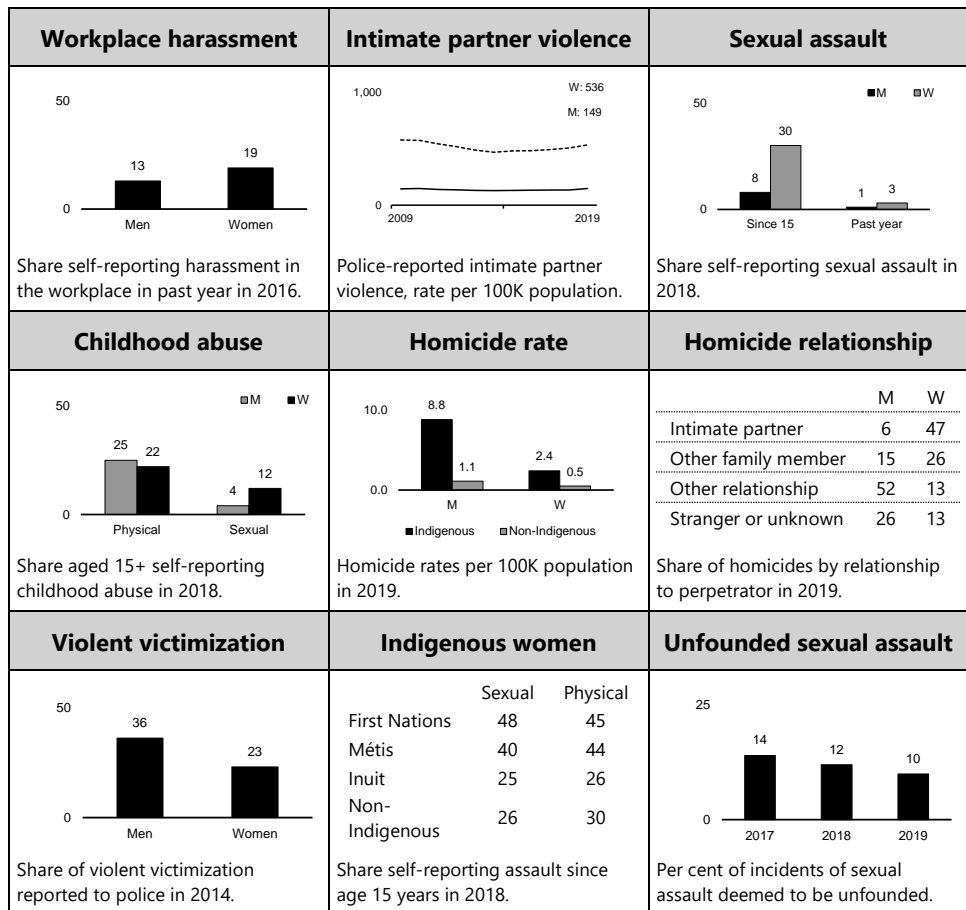 Workplace harassment
50
13
19
0
Men
Women
Share self-reporting harassment in
the workplace in past year in 2016.
Intimate partner violence
1,000
W: 536
M: 149
0
2009
2019
Police-reported intimate partner
violence, rate per 100K population.
Sexual assault
M W
50
30
8
1
3
0
Since 15
Past year
Share self-reporting sexual assault in
2018.
Childhood abuse
M W
50
25
22
12
4
0
Physical
Sexual
Share aged 15+ self-reporting
childhood abuse in 2018.
Homicide rate
10.0
8.8
1.1
2.4
0.5
0.0
M
W
Indigenous Non-Indigenous
Homicide rates per 100K population
in 2019.
Homicide relationship
M W
Intimate partner 6 47
Other family member 15 26
Other relationship 52 13
Stranger or unknown 26 13
Share of homicides by relationship
to perpetrator in 2019.
Violent victimization
50
36
23
0
Men
Women
Share of violent victimization
reported to police in 2014.
Indigenous women
Sexual Physical
First Nations 48 45
Métis 40 44
Inuit 25 26
Non-
Indigenous 26 30
Share self-reporting assault since
age 15 years in 2018.
Unfounded sexual assault
25
14
12
10
0
2017
2018
2019
Per cent of incidents of sexual
assault deemed to be unfounded.